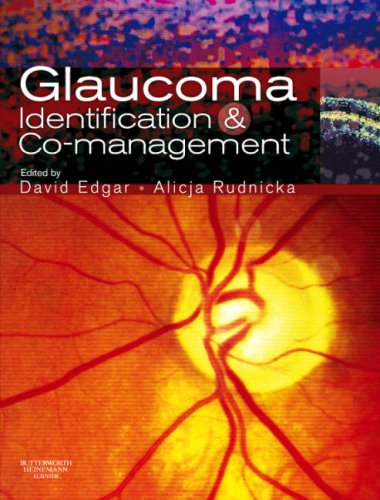 Glaucoma
Identification &
Co-management
Edited by
David Edgar • Alicja Rudnicka
BUTTERWORTH
HEINEMANN
ELSEVIER